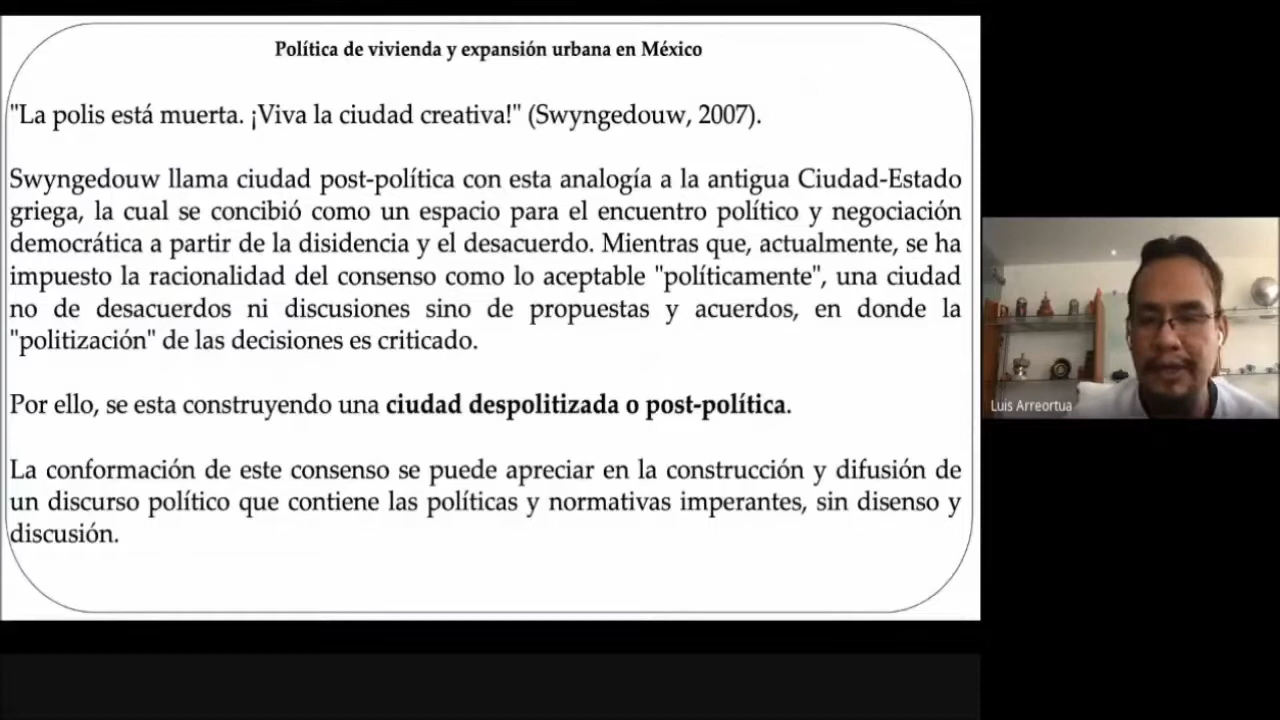 Política de vivienda y expansión urbana en México
"La polis está muerta. ¡Viva la ciudad creativa!" (Swyngedouw, 2007).
Swyngedouw llama ciudad post-política con esta analogía a la antigua Ciudad-Estado
griega, la cual se concibió como un espacio para el encuentro político y negociación
democrática a partir de la disidencia y el desacuerdo. Mientras que, actualmente, se ha
impuesto la racionalidad del consenso como lo aceptable "políticamente", una ciudad
no de desacuerdos ni discusiones sino de propuestas y acuerdos, en donde la
"politización" de las decisiones es criticado.
Por ello, se esta construyendo una ciudad despolitizada o post-política.
La conformación de este consenso se puede apreciar en la construcción y difusión de
un discurso político que contiene las políticas y normativas imperantes, sin disenso y
discusión.
Luis Arreortua